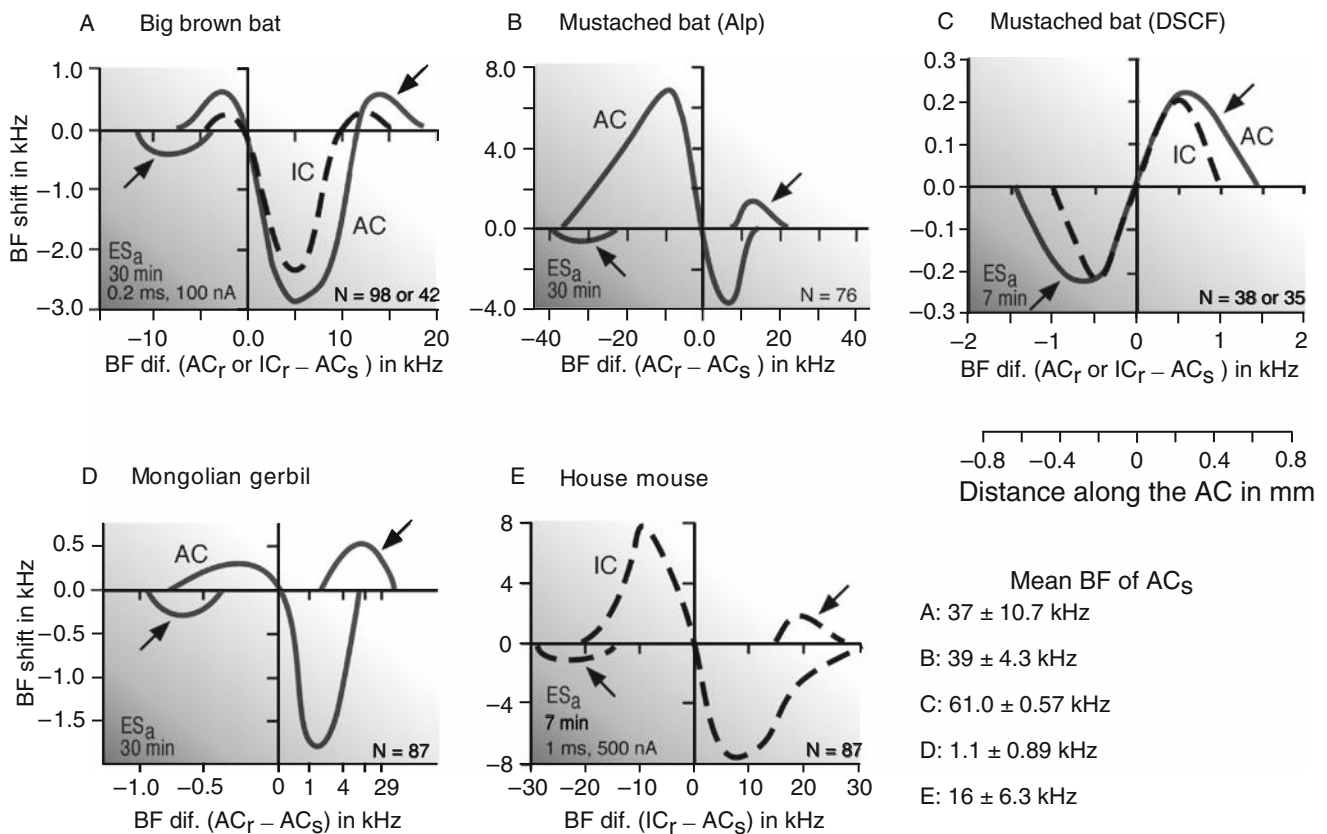 A Big brown bat
1.0
0.0
−1.0
−2.0
−3.0
BF shift in kHz
IC
AC
ESa
30 min
0.2 ms, 100 nA
N = 98 or 42
−10 0 10 20
BF dif. (ACr or ICr – ACs ) in kHz
B Mustached bat (Alp)
8.0
4.0
0.0
−4.0
AC
ESa
30 min
N = 76
−40 −20 0 20 40
BF dif. (ACr – ACs) in kHz
C Mustached bat (DSCF)
0.3
0.2
0.1
0.0
−0.1
−0.2
−0.3
IC
AC
ESa
7 min
N = 38 or 35
−2 −1 0 1 2
BF dif. (ACr or ICr – ACs) in kHz
−0.8 −0.4 0 0.4 0.8
Distance along the AC in mm
D Mongolian gerbil
0.5
0.0
−0.5
−1.0
−1.5
BF shift in kHz
AC
ESa
30 min
N = 87
−1.0 −0.5 0 1 4 29
BF dif. (ACr – ACs) in kHz
E House mouse
8
4
0
−4
−8
IC
ESa
7 min
1 ms, 500 nA
N = 87
−30 −20 −10 0 10 20 30
BF dif. (ICr – ACs) in kHz
Mean BF of ACs
A: 37 ± 10.7 kHz
B: 39 ± 4.3 kHz
C: 61.0 ± 0.57 kHz
D: 1.1 ± 0.89 kHz
E: 16 ± 6.3 kHz